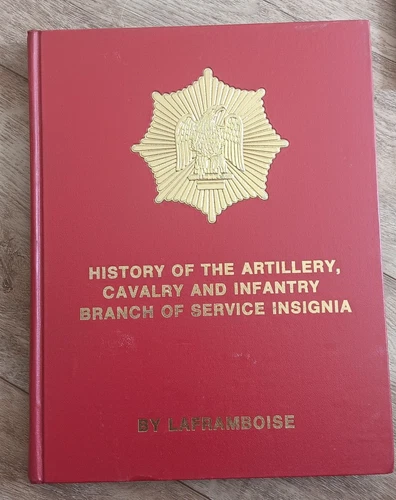 HISTORY OF THE ARTILLERY,
CAVALRY AND INFANTRY
BRANCH OF SERVICE INSIGNIA
BY LAFRAMBOISE